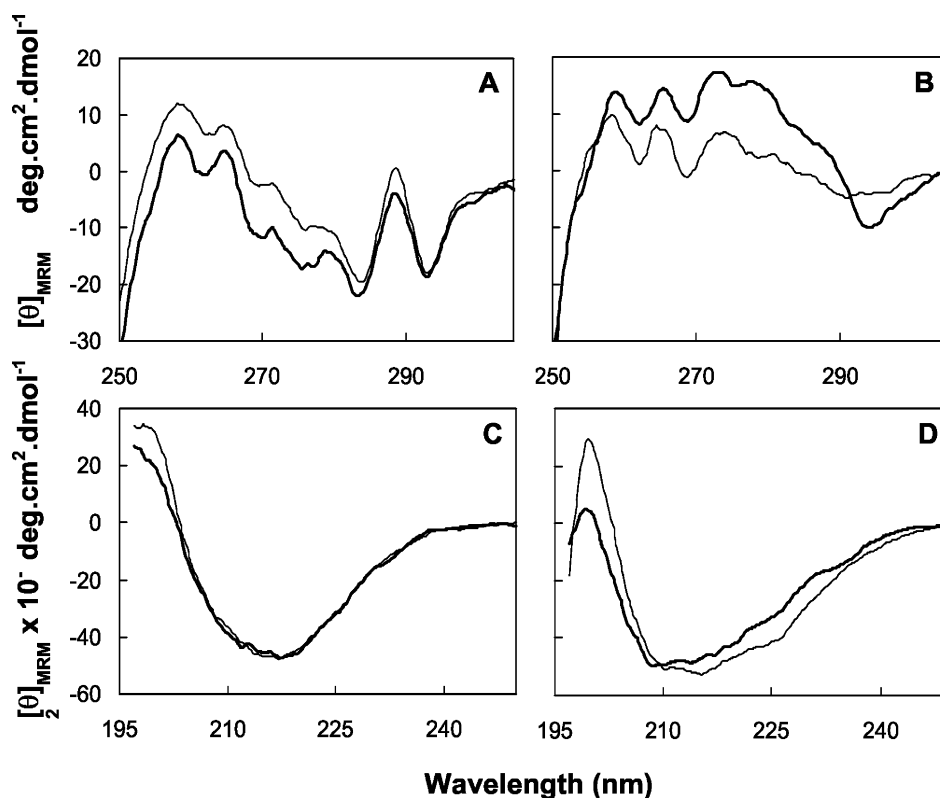 [θ]MRM deg.cm².dmol⁻¹
20
10
0
-10
-20
-30
A
B
250 270 290
250 270 290
[θ]MRM x 10⁻ deg.cm².dmol⁻¹
2
40
20
0
-20
-40
-60
C
D
195 210 225 240
195 210 225 240
Wavelength (nm)